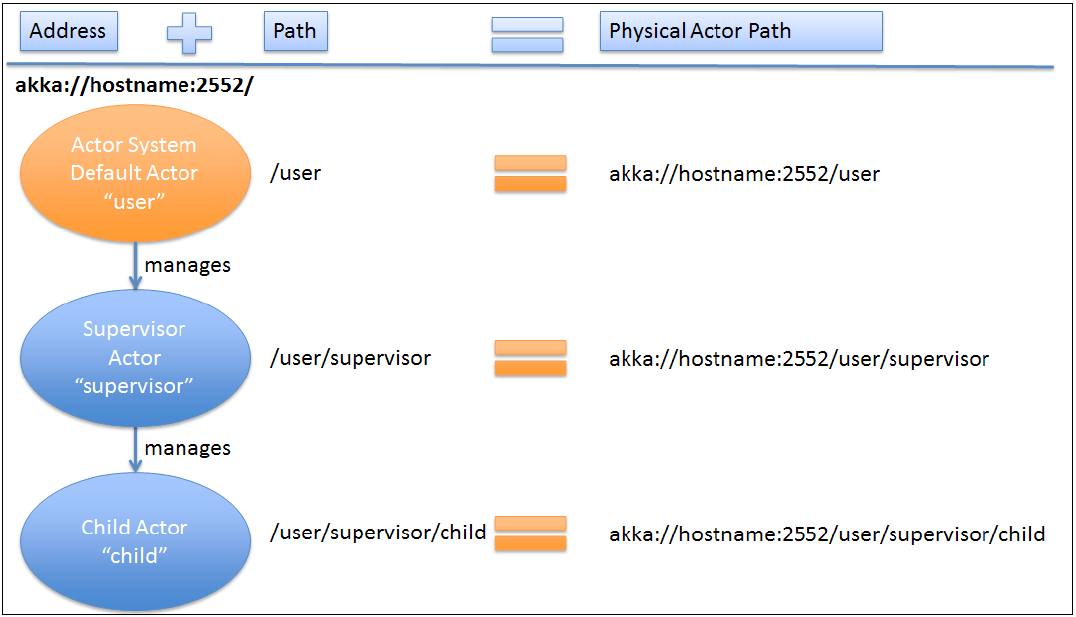 Address
Path
Physical Actor Path
akka://hostname:2552/
Actor System
Default Actor
“user”
/user
akka://hostname:2552/user
manages
Supervisor
Actor
“supervisor”
/user/supervisor
akka://hostname:2552/user/supervisor
manages
Child Actor
“child”
/user/supervisor/child
akka://hostname:2552/user/supervisor/child